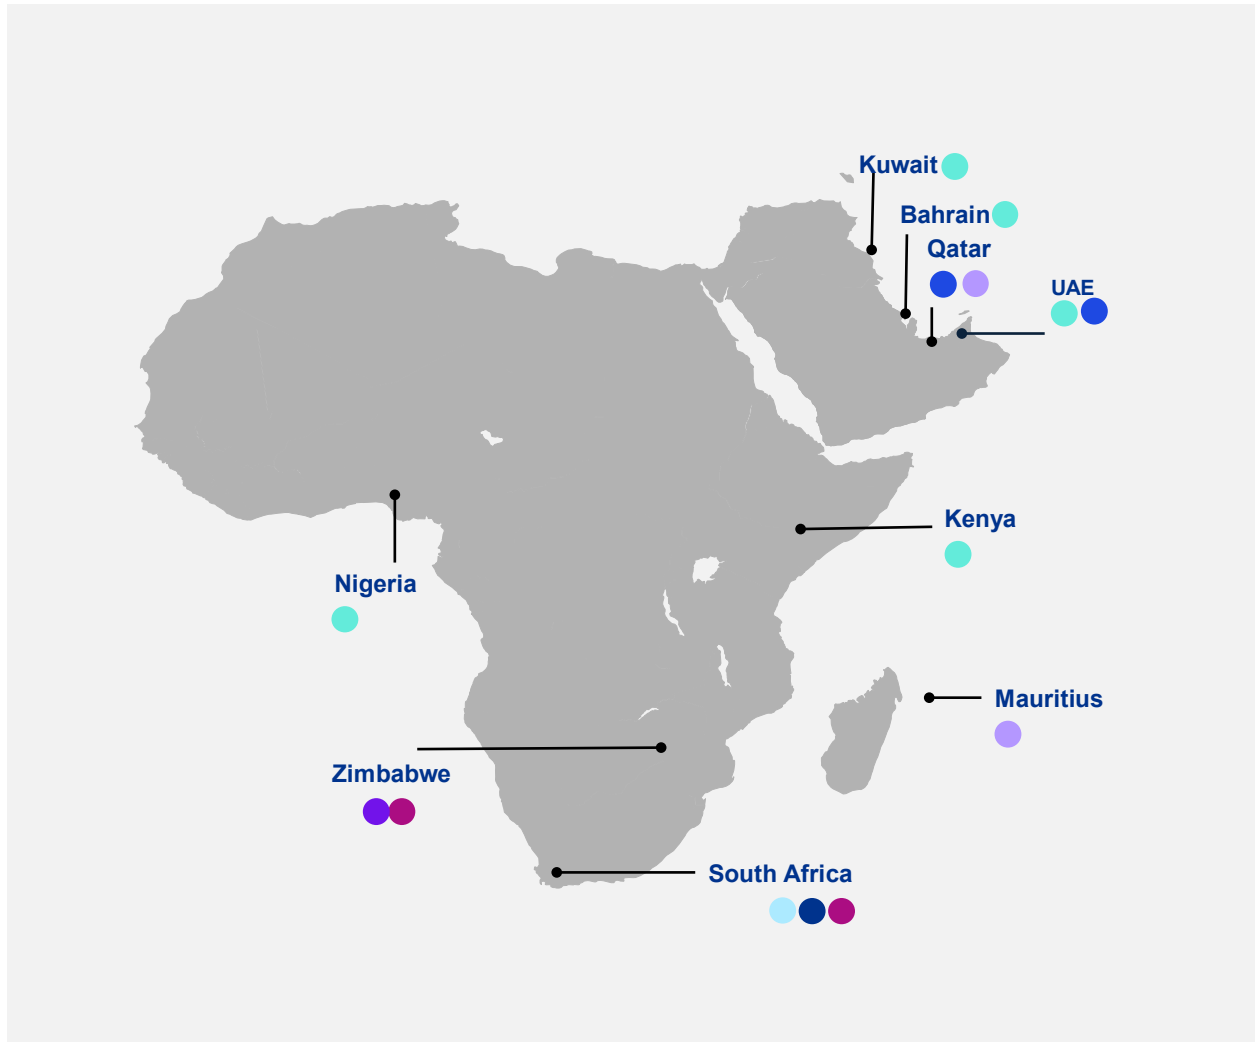 Kuwait
Bahrain
Qatar
UAE
Kenya
Nigeria
Mauritius
Zimbabwe
South Africa